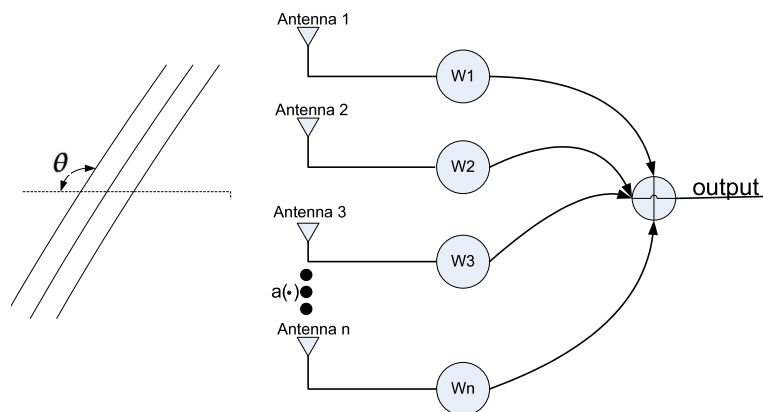 Antenna 1
W1
Antenna 2
W2
θ
output
Antenna 3
W3
a(·)
Antenna n
Wn